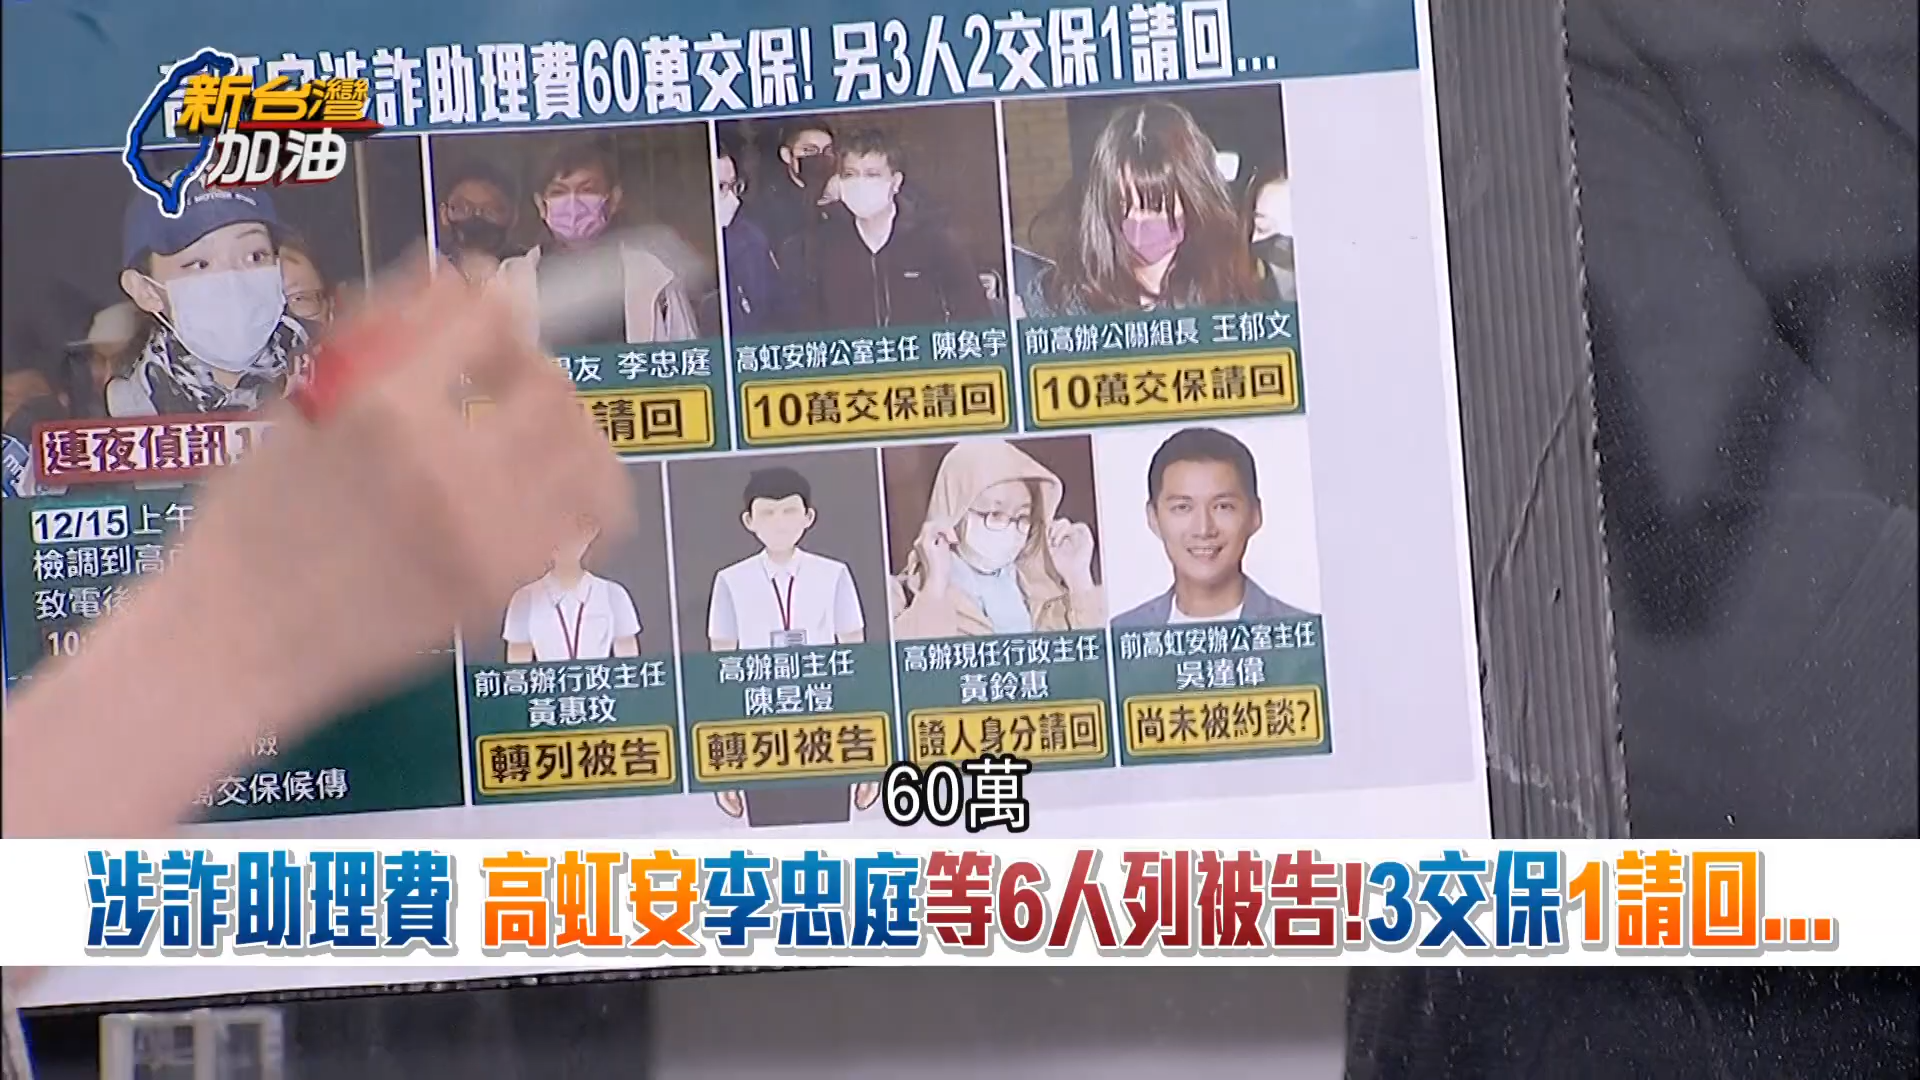 新台灣
加油
涉詐助理費60萬交保! 另3人2交保1請回...
男友 李忠庭
請回
高虹安辦公室主任 陳奐宇
10萬交保請回
前高辦公關組長 王郁文
10萬交保請回
連夜偵訊
12/15上午
檢調到高
致電後
10:
萬交保候傳
前高辦行政主任
黃惠玟
轉列被告
高辦副主任
陳昱愷
轉列被告
高辦現任行政主任
黃鈴惠
證人身分請回
前高虹安辦公室主任
吳達偉
尚未被約談?
60萬
涉詐助理費 高虹安李忠庭等6人列被告!3交保1請回...